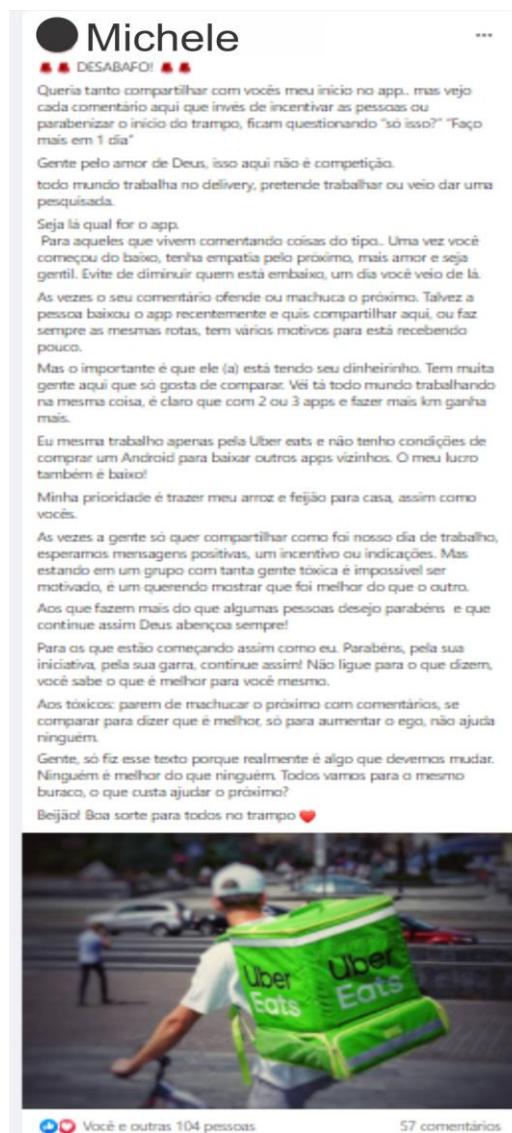 Michele
DESABAFO!
Queria tanto compartilhar com vocês meu inicio no app.. mas vejo
cada comentário aqui que invés de incentivar as pessoas ou
parabenizar o inicio do trampo, ficam questionando "só isso?" "Faço
mais em 1 dia"
Gente pelo amor de Deus, isso aqui não é competição.
todo mundo trabalha no delivery, pretende trabalhar ou veio dar uma
pesquisada.
Seja lá qual for o app.
Para aqueles que vivem comentando coisas do tipo.. Uma vez você
começou do baixo, tenha empatia pelo próximo, mais amor e seja
gentil. Evite de diminuir quem está embaixo, um dia você veio de lá.
As vezes o seu comentário ofende ou machuca o próximo. Talvez a
pessoa baixou o app recentemente e quis compartilhar aqui, ou faz
sempre as mesmas rotas, tem vários motivos para está recebendo
pouco.
Mas o importante é que ele (a) está tendo seu dinheirinho. Tem muita
gente aqui que só gosta de comparar. Véi tá todo mundo trabalhando
na mesma coisa, é claro que com 2 ou 3 apps e fazer mais km ganha
mais.
Eu mesma trabalho apenas pela Uber eats e não tenho condições de
comprar um Android para baixar outros apps vizinhos. O meu lucro
também é baixo!
Minha prioridade é trazer meu arroz e feijão para casa, assim como
vocês.
As vezes a gente só quer compartilhar como foi nosso dia de trabalho,
esperamos mensagens positivas, um incentivo ou indicações. Mas
estando em um grupo com tanta gente tóxica é impossível ser
motivado, é um querendo mostrar que foi melhor do que o outro.
Aos que fazem mais do que algumas pessoas desejo parabéns e que
continue assim Deus abençoa sempre!
Para os que estão começando assim como eu. Parabéns, pela sua
iniciativa, pela sua garra, continue assim! Não ligue para o que dizem,
você sabe o que é melhor para você mesmo.
Aos tóxicos: parem de machucar o próximo com comentários, se
comparar para dizer que é melhor, só para aumentar o ego, não ajuda
ninguém.
Gente, só fiz esse texto porque realmente é algo que devemos mudar.
Ninguém é melhor do que ninguém. Todos vamos para o mesmo
buraco, o que custa ajudar o próximo?
Beijão! Boa sorte para todos no trampo
Uber
Eats
Uber
Eats
Você e outras 104 pessoas 57 comentários